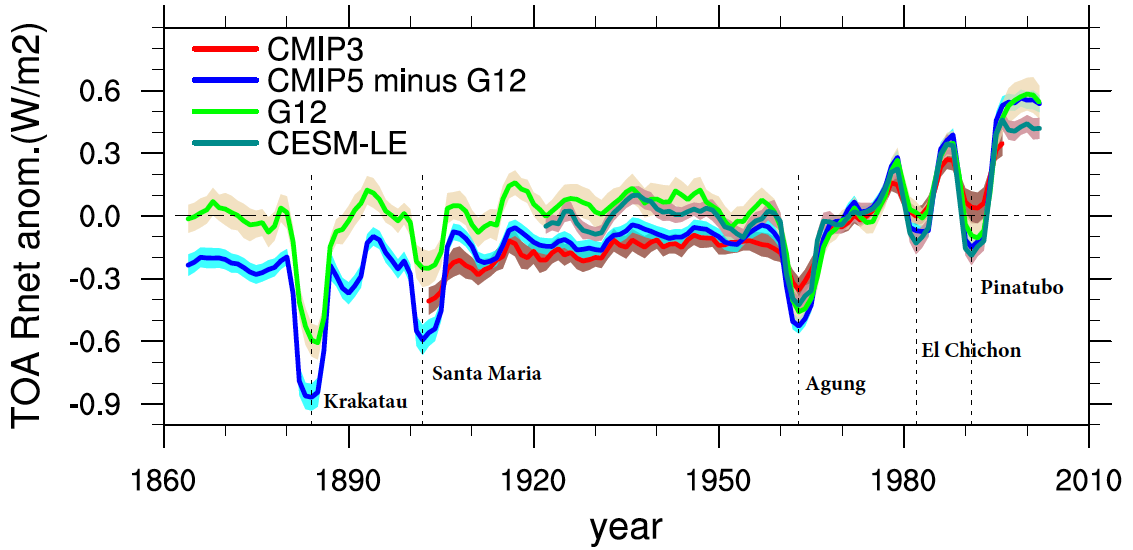 TOA Rnet anom.(W/m2)
CMIP3
CMIP5 minus G12
G12
CESM-LE
0.6
0.3
0.0
-0.3
-0.6
-0.9
Krakatau
Santa Maria
Agung
El Chichon
Pinatubo
1860
1890
1920
1950
1980
2010
year